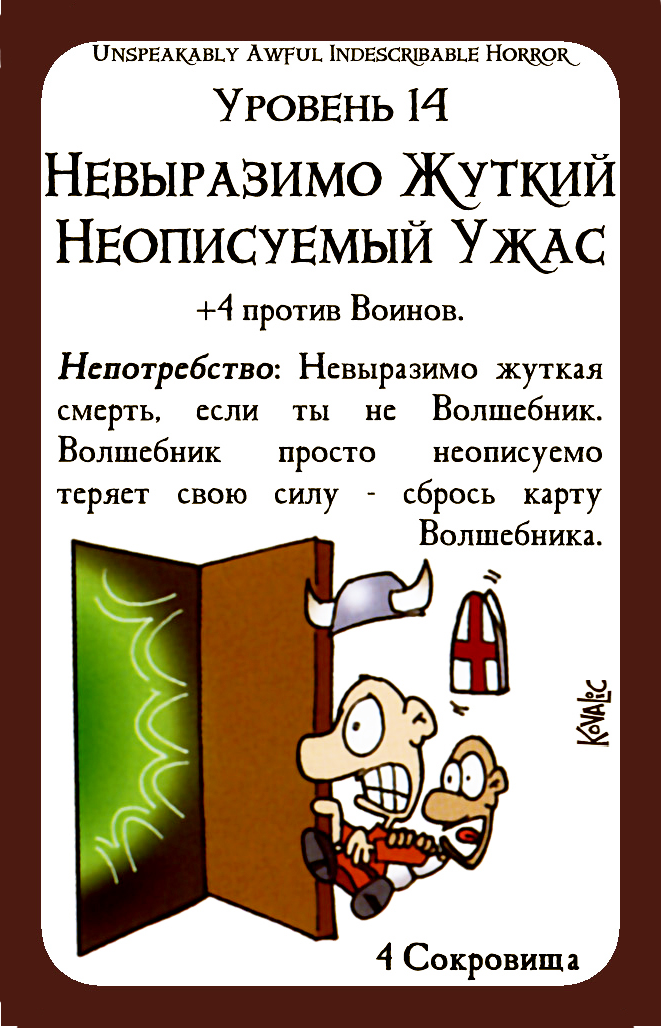 Unspeakably Awful Indescribable Horror
Уровень 14
Невыразимо Жуткий
Неописуемый Ужас
+4 против Воинов.
Непотребство: Невыразимо жуткая
смерть, если ты не Волшебник.
Волшебник просто неописуемо
теряет свою силу - сбрось карту
Волшебника.
Kovalic
4 Сокровища